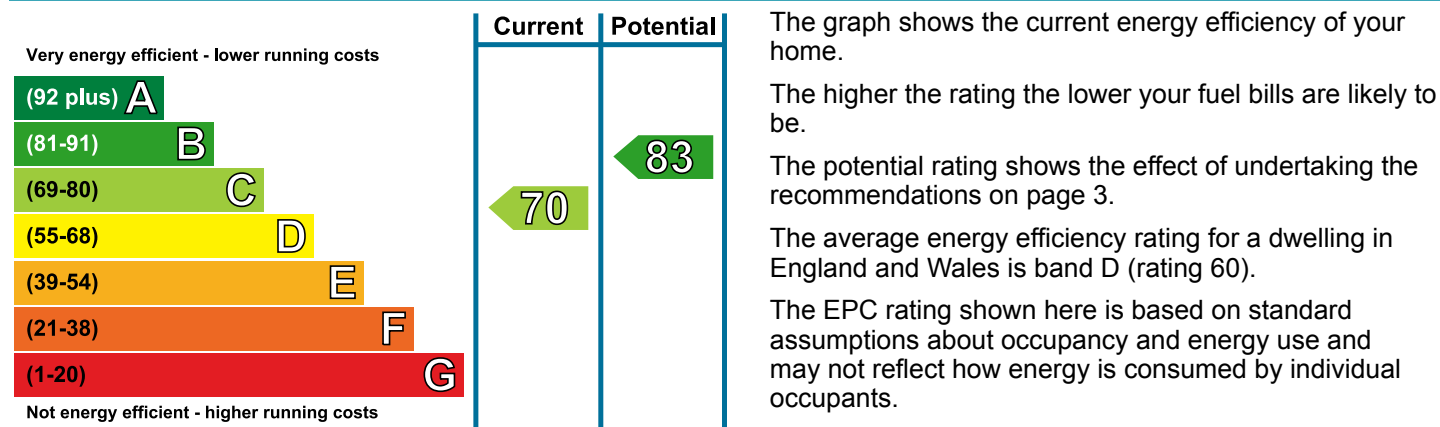 Current Potential
Very energy efficient - lower running costs
(92 plus) A
(81-91) B
(69-80) C
(55-68) D
(39-54) E
(21-38) F
(1-20) G
Not energy efficient - higher running costs
70
83
The graph shows the current energy efficiency of your
home.
The higher the rating the lower your fuel bills are likely to
be.
The potential rating shows the effect of undertaking the
recommendations on page 3.
The average energy efficiency rating for a dwelling in
England and Wales is band D (rating 60).
The EPC rating shown here is based on standard
assumptions about occupancy and energy use and
may not reflect how energy is consumed by individual
occupants.